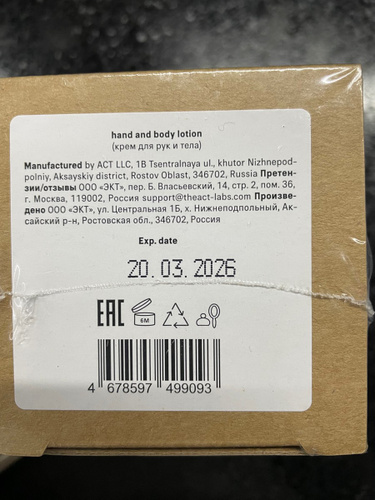 hand and body lotion
(крем для рук и тела)
Manufactured by ACT LLC, 1B Tsentralnaya ul., khutor Nizhnepod-
polniy, Aksayskiy district, Rostov Oblast, 346702, Russia Претен-
зии/отзывы ООО «ЭКТ», пер. Б. Власьевский, 14, стр. 2, пом. 36,
г. Москва, 119002, Россия support@theact-labs.com Произве-
дено ООО «ЭКТ», ул. Центральная 1Б, х. Нижнеподпольный, Ак-
сайский р-н, Ростовская обл., 346702, Россия
Exp. date
20. 03. 2026
EAC 6M
4 678597 499093